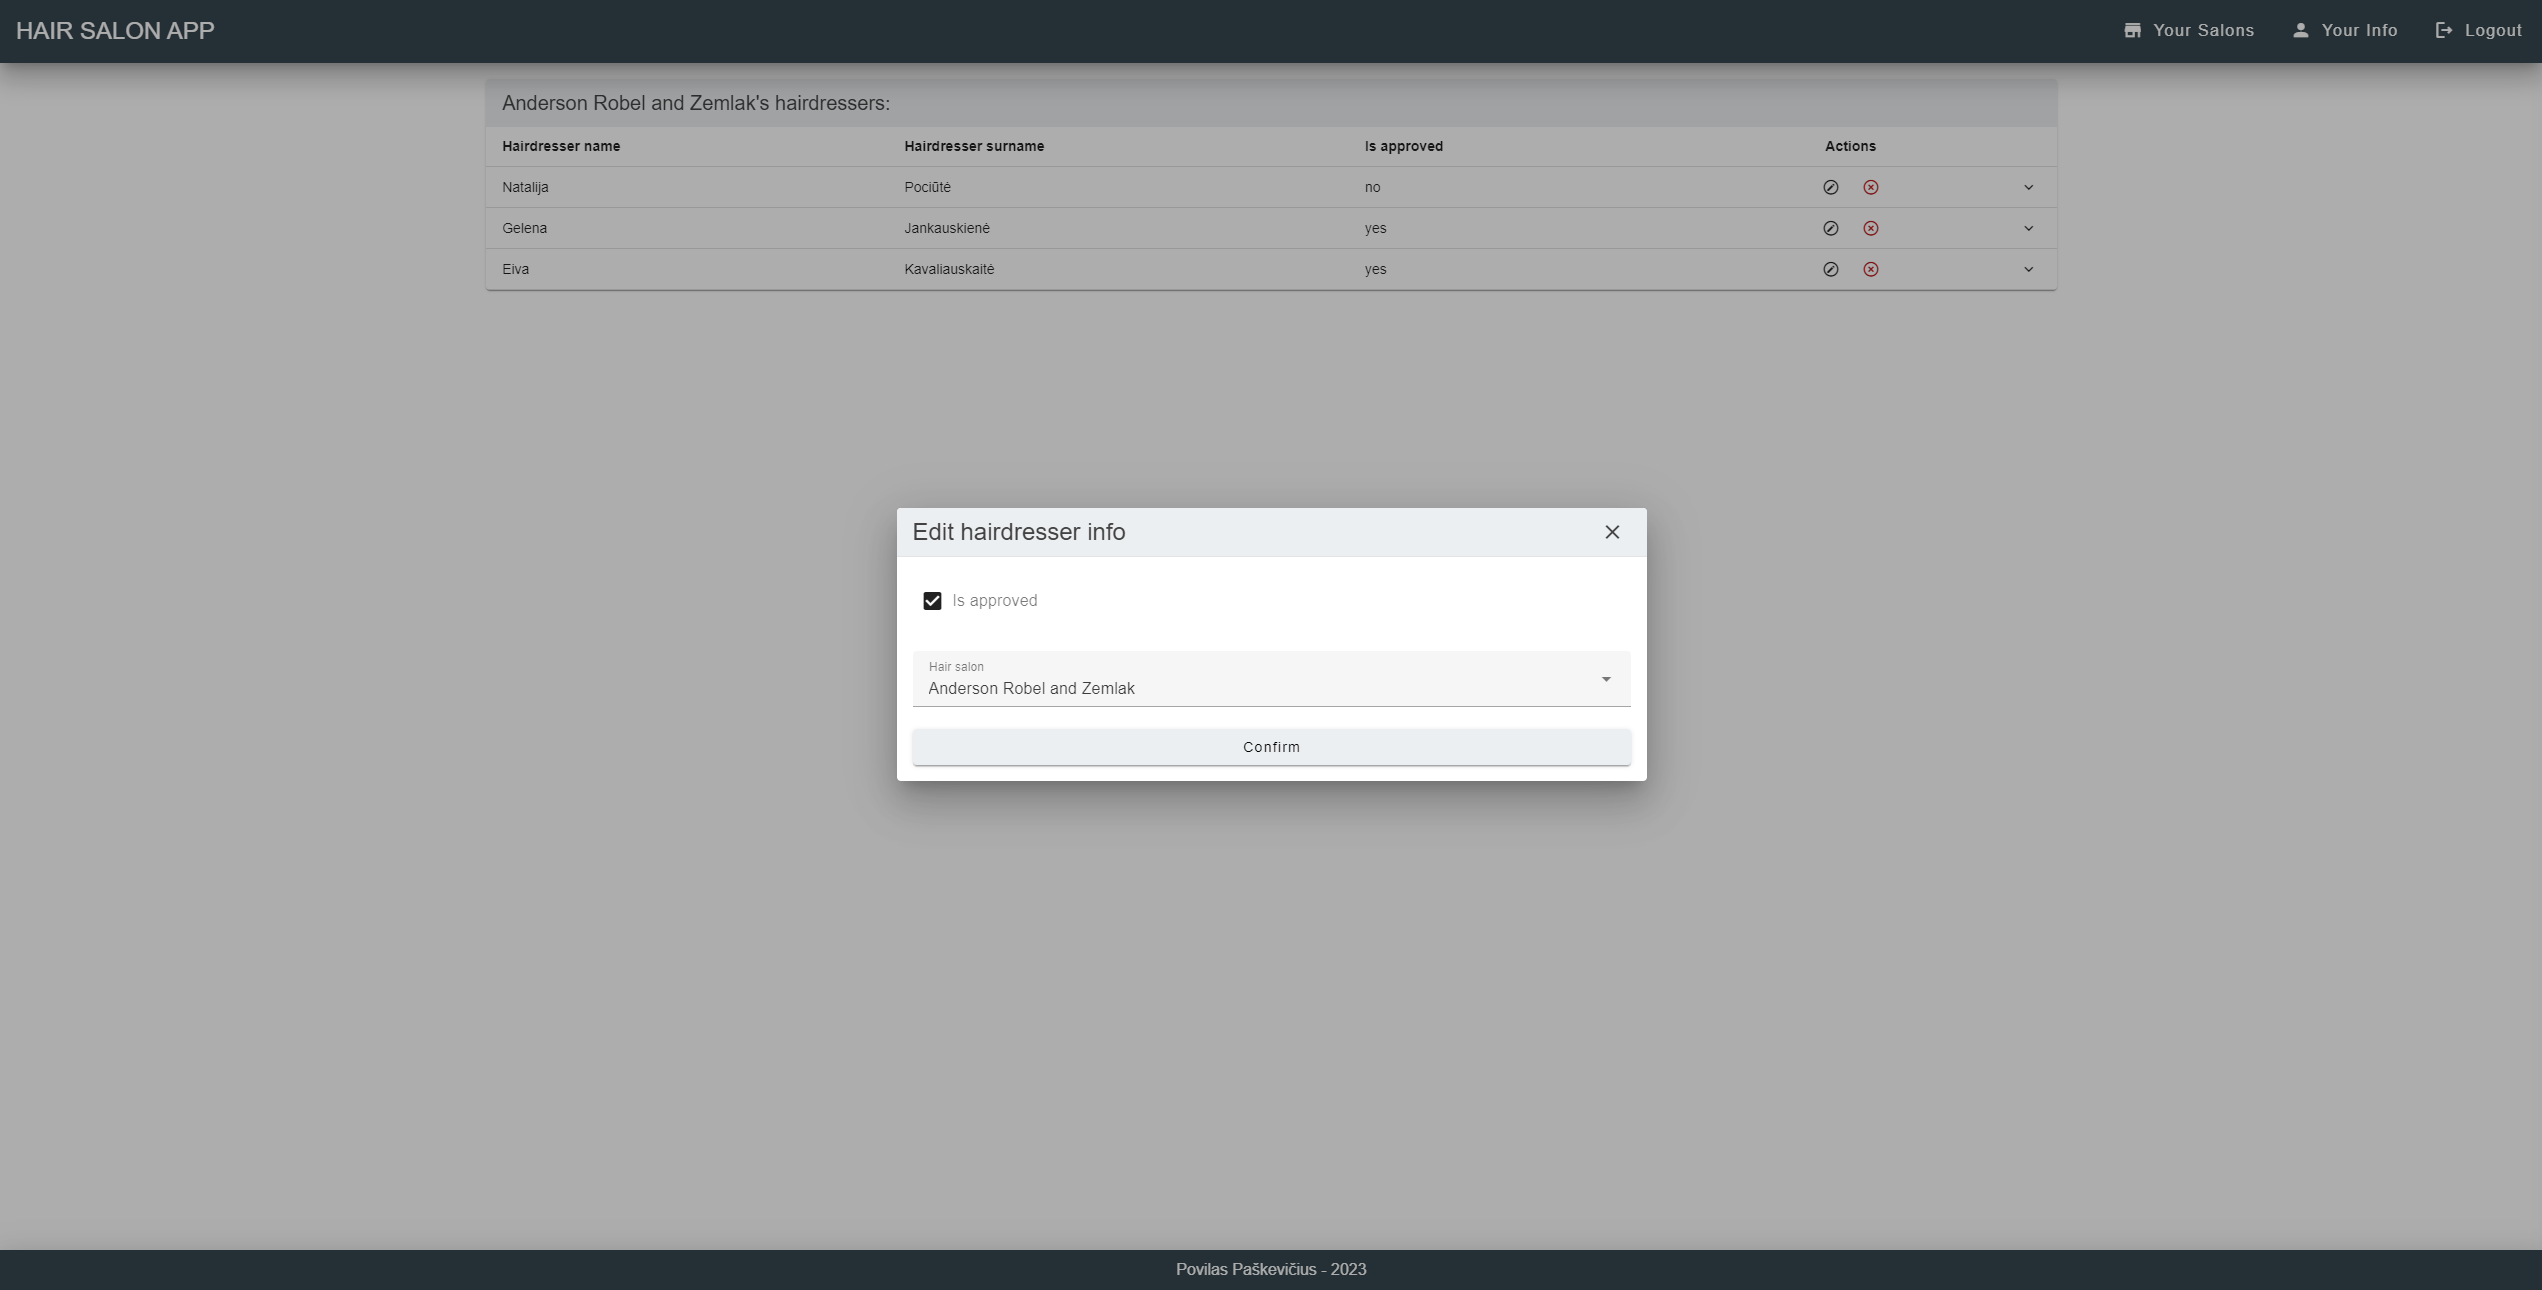 HAIR SALON APP
Your Salons
Your Info
Logout
Anderson Robel and Zemlak's hairdressers:
Hairdresser name Hairdresser surname Is approved Actions
Natalija Pociūtė no
Gelena Jankauskienė yes
Eiva Kavaliauskaitė yes
Edit hairdresser info
Is approved
Hair salon
Anderson Robel and Zemlak
Confirm
Povilas Paškevičius - 2023